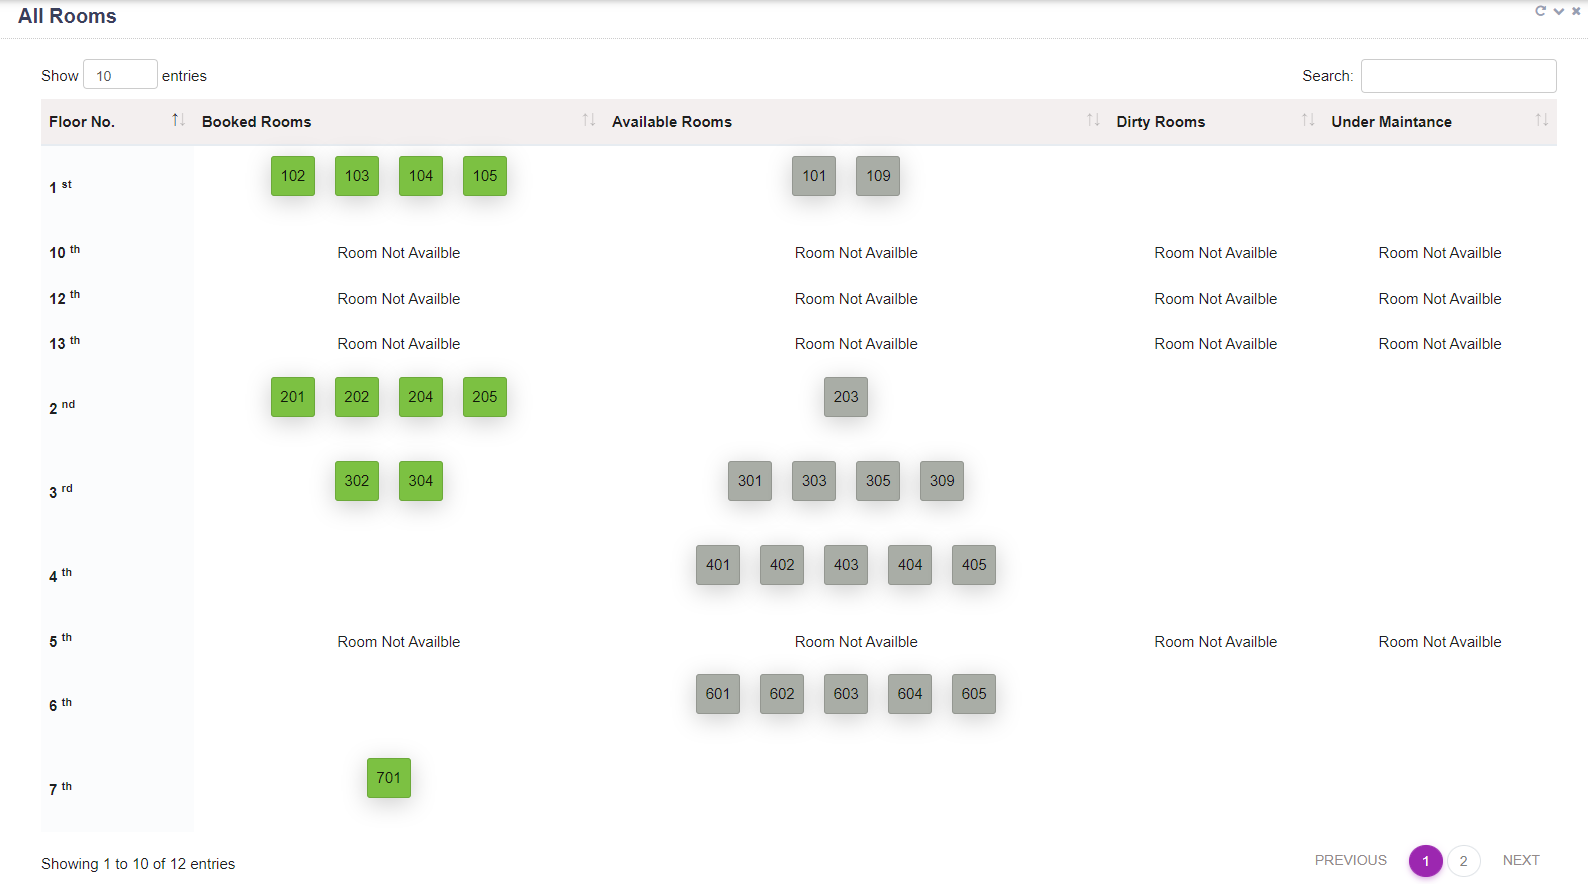 All Rooms
Show 10 entries Search:
Floor No. Booked Rooms Available Rooms Dirty Rooms Under Maintance
1 st 102 103 104 105 101 109
10 th Room Not Availble Room Not Availble Room Not Availble Room Not Availble
12 th Room Not Availble Room Not Availble Room Not Availble Room Not Availble
13 th Room Not Availble Room Not Availble Room Not Availble Room Not Availble
2 nd 201 202 204 205 203
3 rd 302 304 301 303 305 309
4 th 401 402 403 404 405
5 th Room Not Availble Room Not Availble Room Not Availble Room Not Availble
6 th 601 602 603 604 605
7 th 701
Showing 1 to 10 of 12 entries PREVIOUS 1 2 NEXT